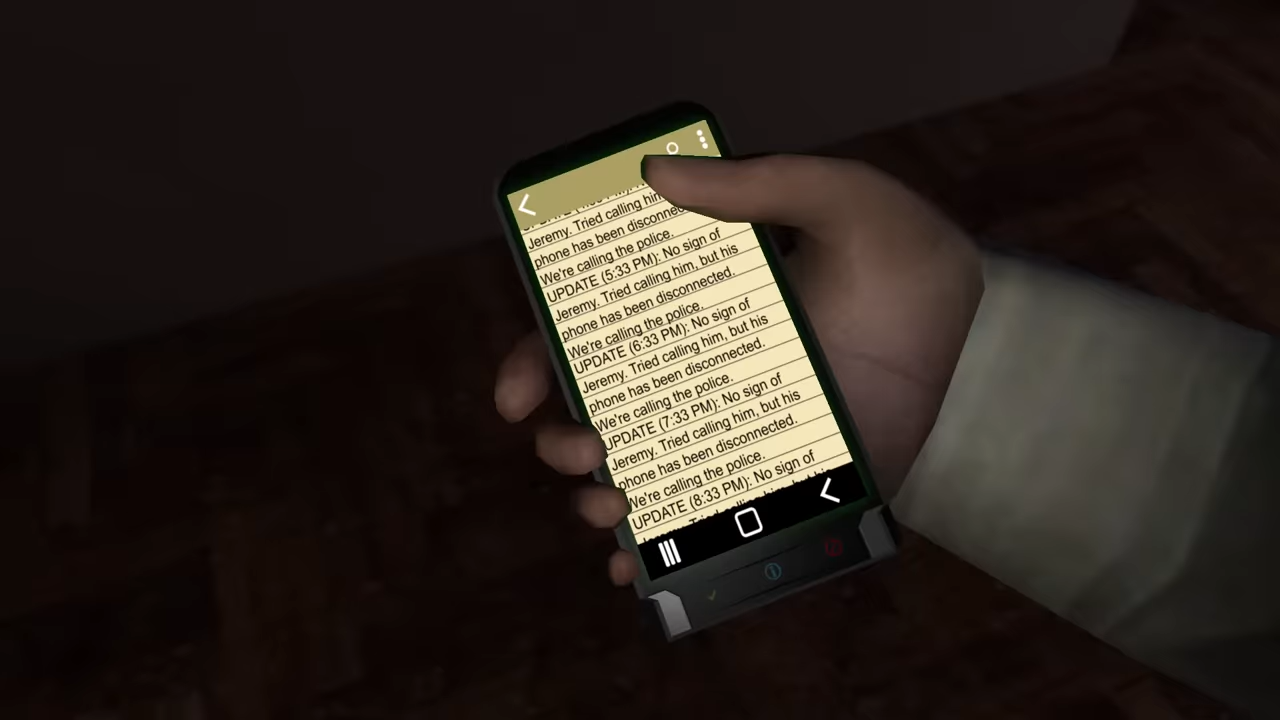 Jeremy. Tried calling
phone has been
We're calling the police.
UPDATE (5:33 PM): No sign of
Jeremy. Tried calling him, but his
phone has been disconnected.
We're calling the police.
UPDATE (6:33 PM): No sign of
Jeremy. Tried calling him, but his
phone has been disconnected.
We're calling the police.
UPDATE (7:33 PM): No sign of
Jeremy. Tried calling him, but his
phone has been disconnected.
We're calling the police.
UPDATE (8:33 PM): No sign of